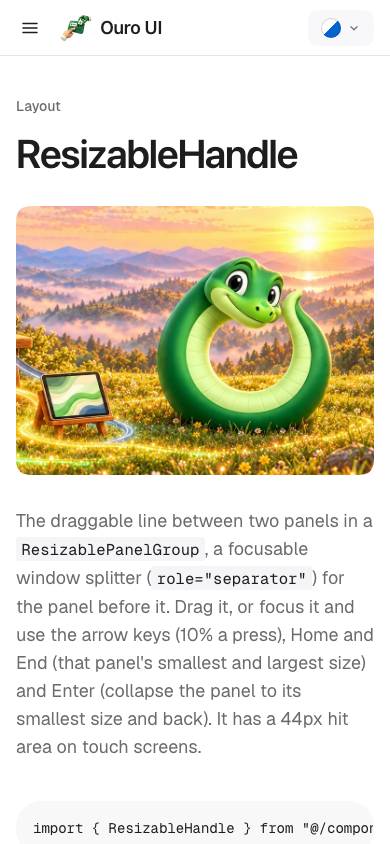 Ouro UI
Layout
ResizableHandle
The draggable line between two panels in a
ResizablePanelGroup, a focusable
window splitter (role="separator") for
the panel before it. Drag it, or focus it and
use the arrow keys (10% a press), Home and
End (that panel's smallest and largest size)
and Enter (collapse the panel to its
smallest size and back). It has a 44px hit
area on touch screens.
import { ResizableHandle } from "@/compon